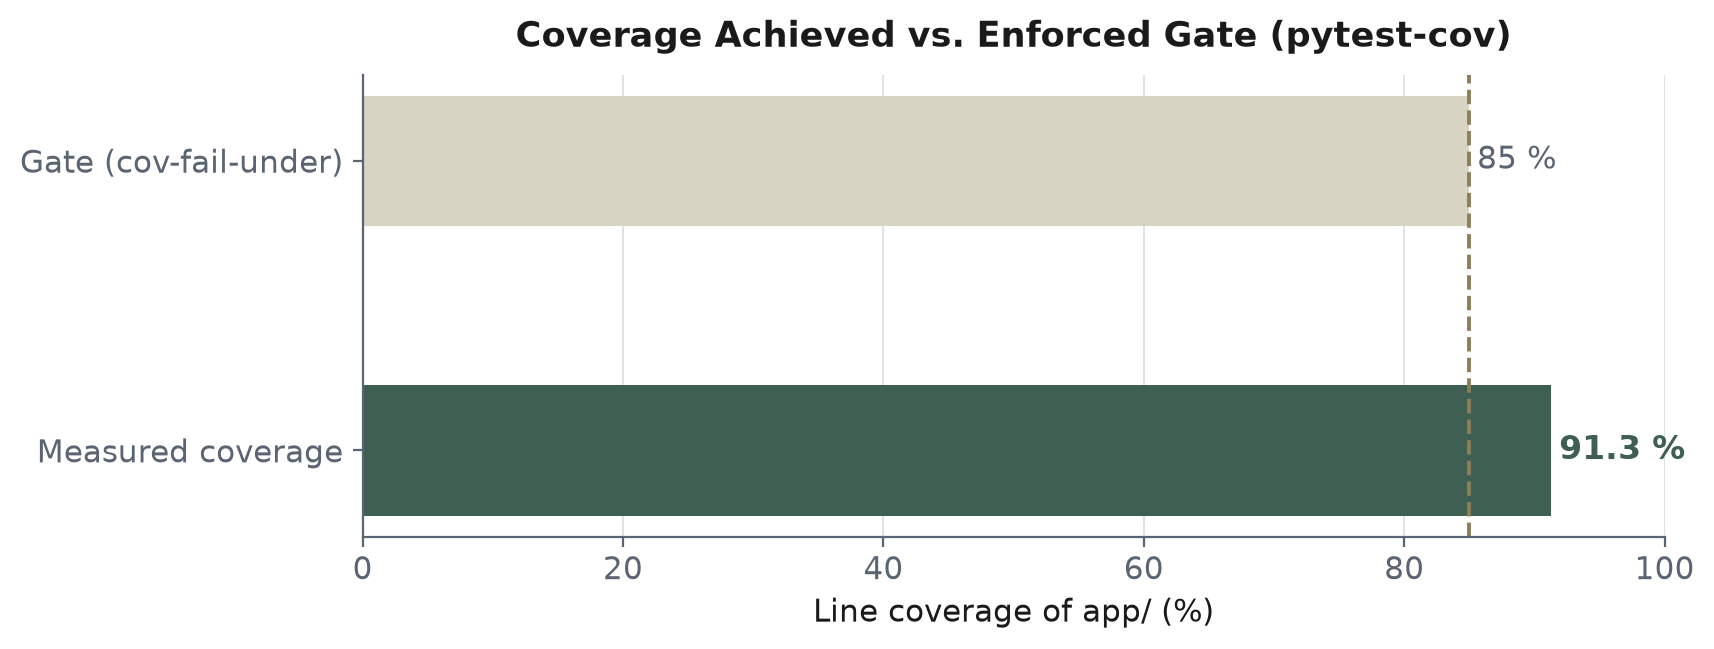 Coverage Achieved vs. Enforced Gate (pytest-cov)
Gate (cov-fail-under)
85 %
Measured coverage
91.3 %
0 20 40 60 80 100
Line coverage of app/ (%)